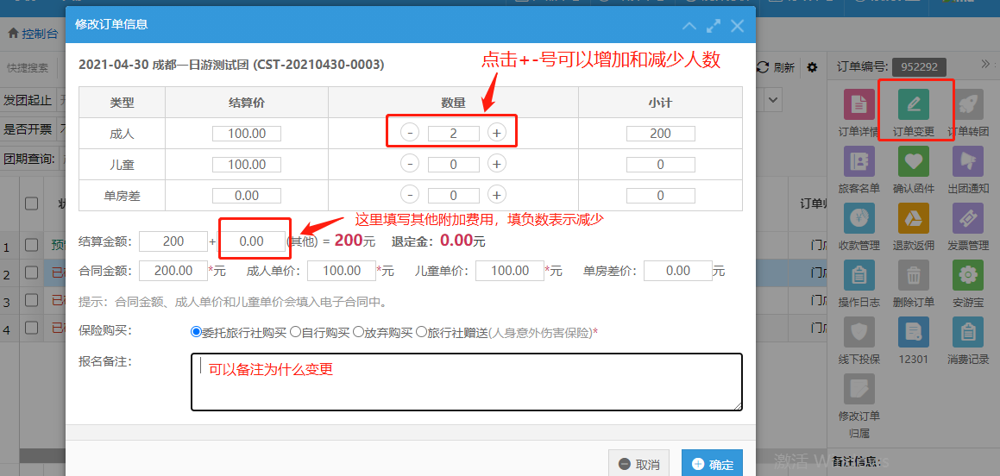 修改订单信息
控制台
快捷搜索
发团起止
是否开票
团期查询:
1
2
3
4
2021-04-30 成都一日游测试团 (CST-20210430-0003)
点击+-号可以增加和减少人数
类型 结算价 数量 小计
成人 100.00 - 2 + 200
儿童 100.00 - 0 + 0
单房差 0.00 - 0 + 0
这里填写其他附加费用，填负数表示减少
结算金额： 200 + 0.00 (其他) = 200元 退定金： 0.00元
合同金额： 200.00 *元 成人单价： 100.00 *元 儿童单价： 100.00 *元 单房差价： 0.00 元
提示：合同金额、成人单价和儿童单价会填入电子合同中。
保险购买： 委托旅行社购买 自行购买 放弃购买 旅行社赠送(人身意外伤害保险)*
报名备注：
可以备注为什么变更
取消 确定
刷新
门
门
门
门
订单编号: 952292
订单详情 订单变更 订单转团
旅客名单 确认函件 出团通知
收款管理 退款返佣 发票管理
操作日志 删除订单 安游宝
线下投保 12301 消费记录
修改订单
归属
备注信息: